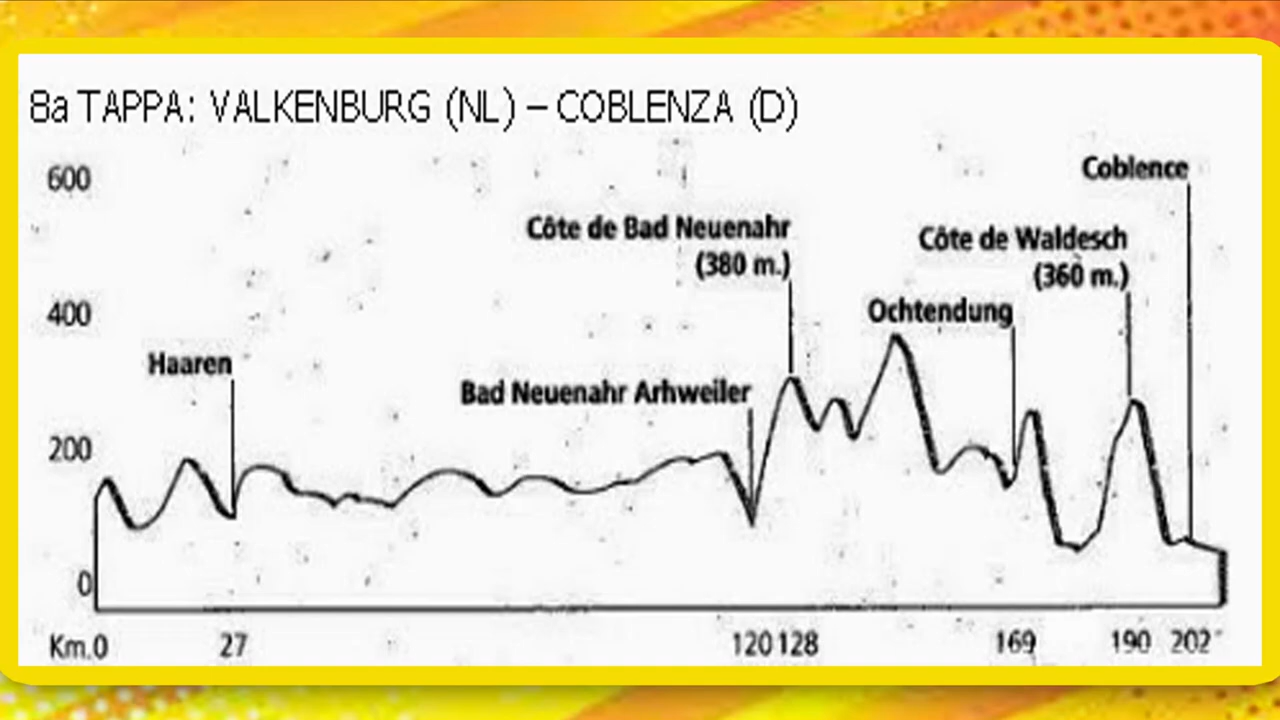 8a TAPPA: VALKENBURG (NL) – COBLENZA (D)
600
Coblence
Côte de Bad Neuenahr
(380 m.)
Côte de Waldesch
(360 m.)
400
Ochtendung
Haaren
Bad Neuenahr Arhweiler
200
0
Km.0 27 120 128 169 190 202